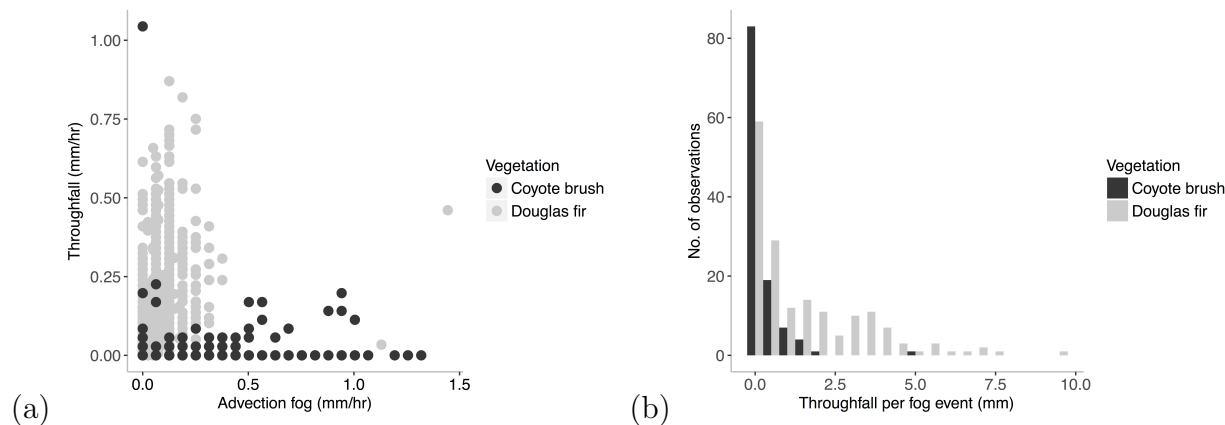 1.00
0.75
0.50
0.25
0.00
Throughfall (mm/hr)
0.0 0.5 1.0 1.5
Advection fog (mm/hr)
Vegetation
Coyote brush
Douglas fir
(a)
80
60
40
20
0
No. of observations
0.0 2.5 5.0 7.5 10.0
Throughfall per fog event (mm)
Vegetation
Coyote brush
Douglas fir
(b)